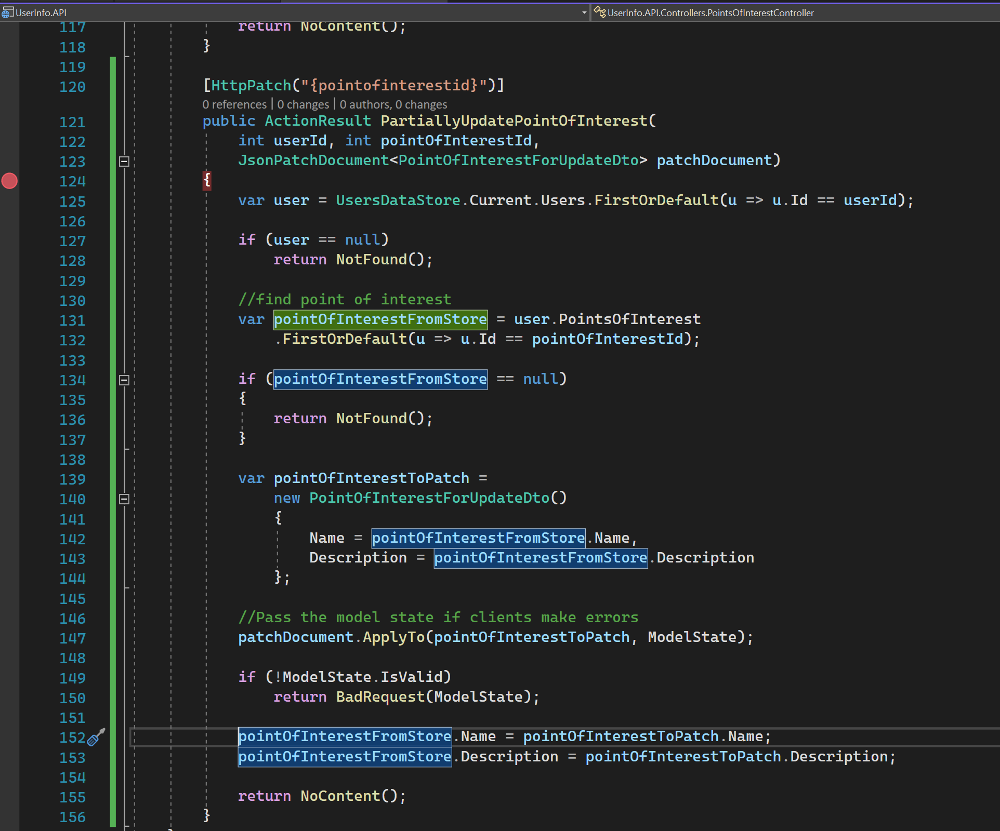 UserInfo.API UserInfo.API.Controllers.PointsOfInterestController
117 return NoContent();
118 }
119
120 [HttpPatch("{pointofinterestid}")]
0 references | 0 changes | 0 authors, 0 changes
121 public ActionResult PartiallyUpdatePointOfInterest(
122 int userId, int pointOfInterestId,
123 JsonPatchDocument<PointOfInterestForUpdateDto> patchDocument)
124 {
125 var user = UsersDataStore.Current.Users.FirstOrDefault(u => u.Id == userId);
126
127 if (user == null)
128 return NotFound();
129
130 //find point of interest
131 var pointOfInterestFromStore = user.PointsOfInterest
132 .FirstOrDefault(u => u.Id == pointOfInterestId);
133
134 if (pointOfInterestFromStore == null)
135 {
136 return NotFound();
137 }
138
139 var pointOfInterestToPatch =
140 new PointOfInterestForUpdateDto()
141 {
142 Name = pointOfInterestFromStore.Name,
143 Description = pointOfInterestFromStore.Description
144 };
145
146 //Pass the model state if clients make errors
147 patchDocument.ApplyTo(pointOfInterestToPatch, ModelState);
148
149 if (!ModelState.IsValid)
150 return BadRequest(ModelState);
151
152 pointOfInterestFromStore.Name = pointOfInterestToPatch.Name;
153 pointOfInterestFromStore.Description = pointOfInterestToPatch.Description;
154
155 return NoContent();
156 }